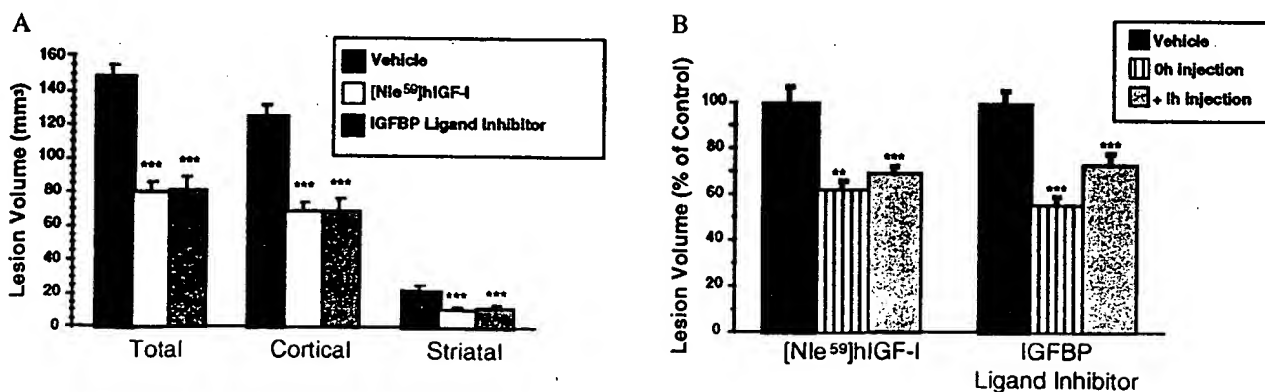 A
Lesion Volume (mm³)
160
140
120
100
80
60
40
20
0
Vehicle
[Nle⁵⁹]hIGF-I
IGFBP Ligand Inhibitor
*** ***
*** ***
*** ***
Total Cortical Striatal
B
Lesion Volume (% of Control)
100
80
60
40
20
0
Vehicle
0h injection
+ 1h injection
** ***
*** ***
[Nle⁵⁹]hIGF-I IGFBP
Ligand Inhibitor